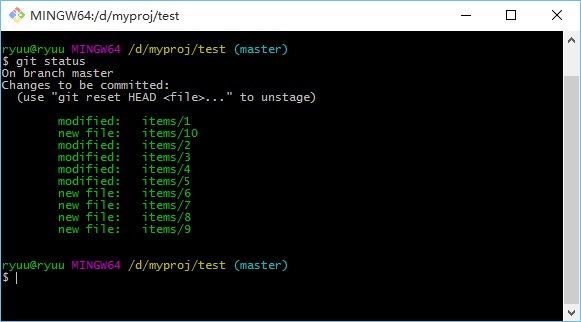 MINGW64:/d/myproj/test
ryuu@ryuu MINGW64 /d/myproj/test (master)
$ git status
On branch master
Changes to be committed:
  (use "git reset HEAD <file>..." to unstage)
        modified:   items/1
        new file:   items/10
        modified:   items/2
        modified:   items/3
        modified:   items/4
        modified:   items/5
        new file:   items/6
        new file:   items/7
        new file:   items/8
        new file:   items/9
ryuu@ryuu MINGW64 /d/myproj/test (master)
$